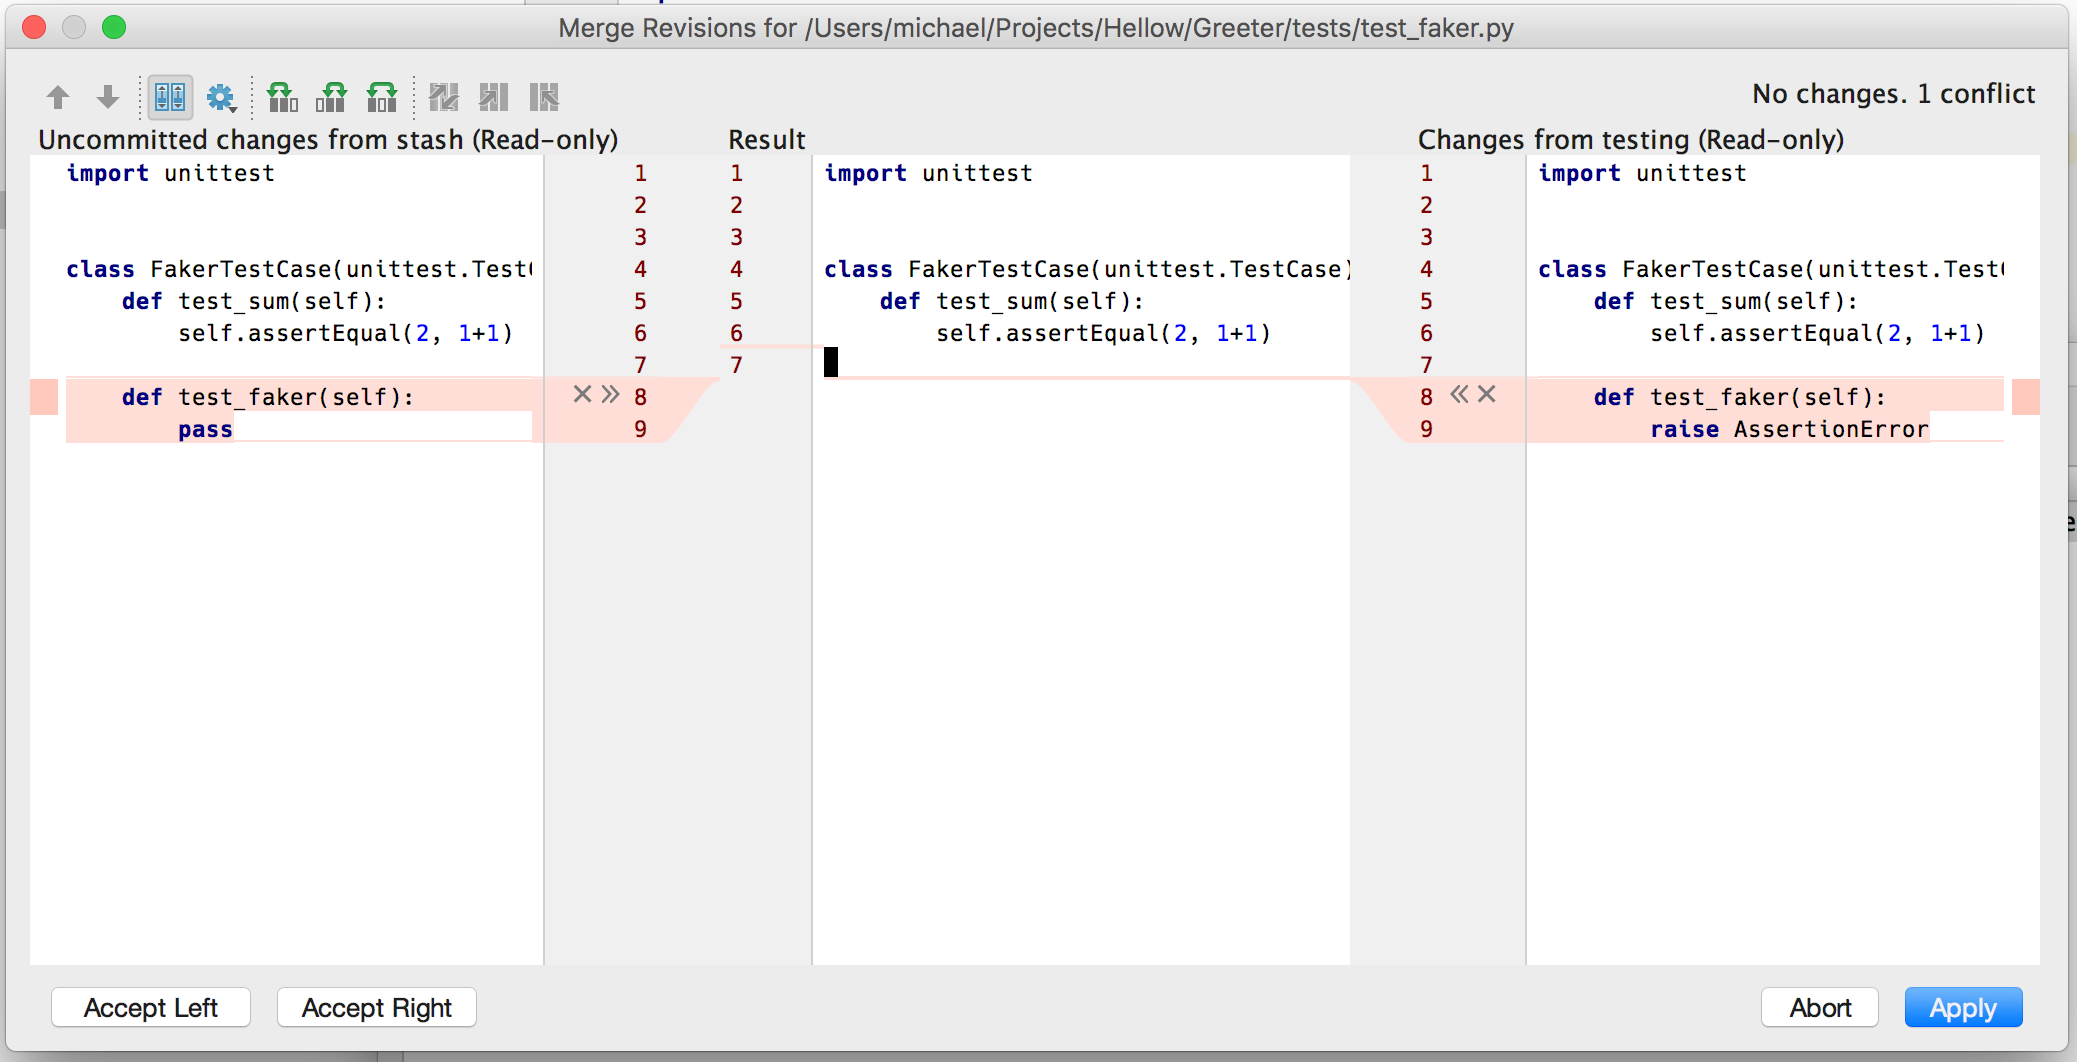 Merge Revisions for /Users/michael/Projects/Hellow/Greeter/tests/test_faker.py
No changes. 1 conflict
Uncommitted changes from stash (Read-only)
import unittest
class FakerTestCase(unittest.Test
def test_sum(self):
self.assertEqual(2, 1+1)
def test_faker(self):
pass
1
2
3
4
5
6
7
8
9
Result
1
2
3
4
5
6
7
import unittest
class FakerTestCase(unittest.TestCase)
def test_sum(self):
self.assertEqual(2, 1+1)
Changes from testing (Read-only)
1
2
3
4
5
6
7
8
9
import unittest
class FakerTestCase(unittest.Test
def test_sum(self):
self.assertEqual(2, 1+1)
def test_faker(self):
raise AssertionError
Accept Left
Accept Right
Abort
Apply